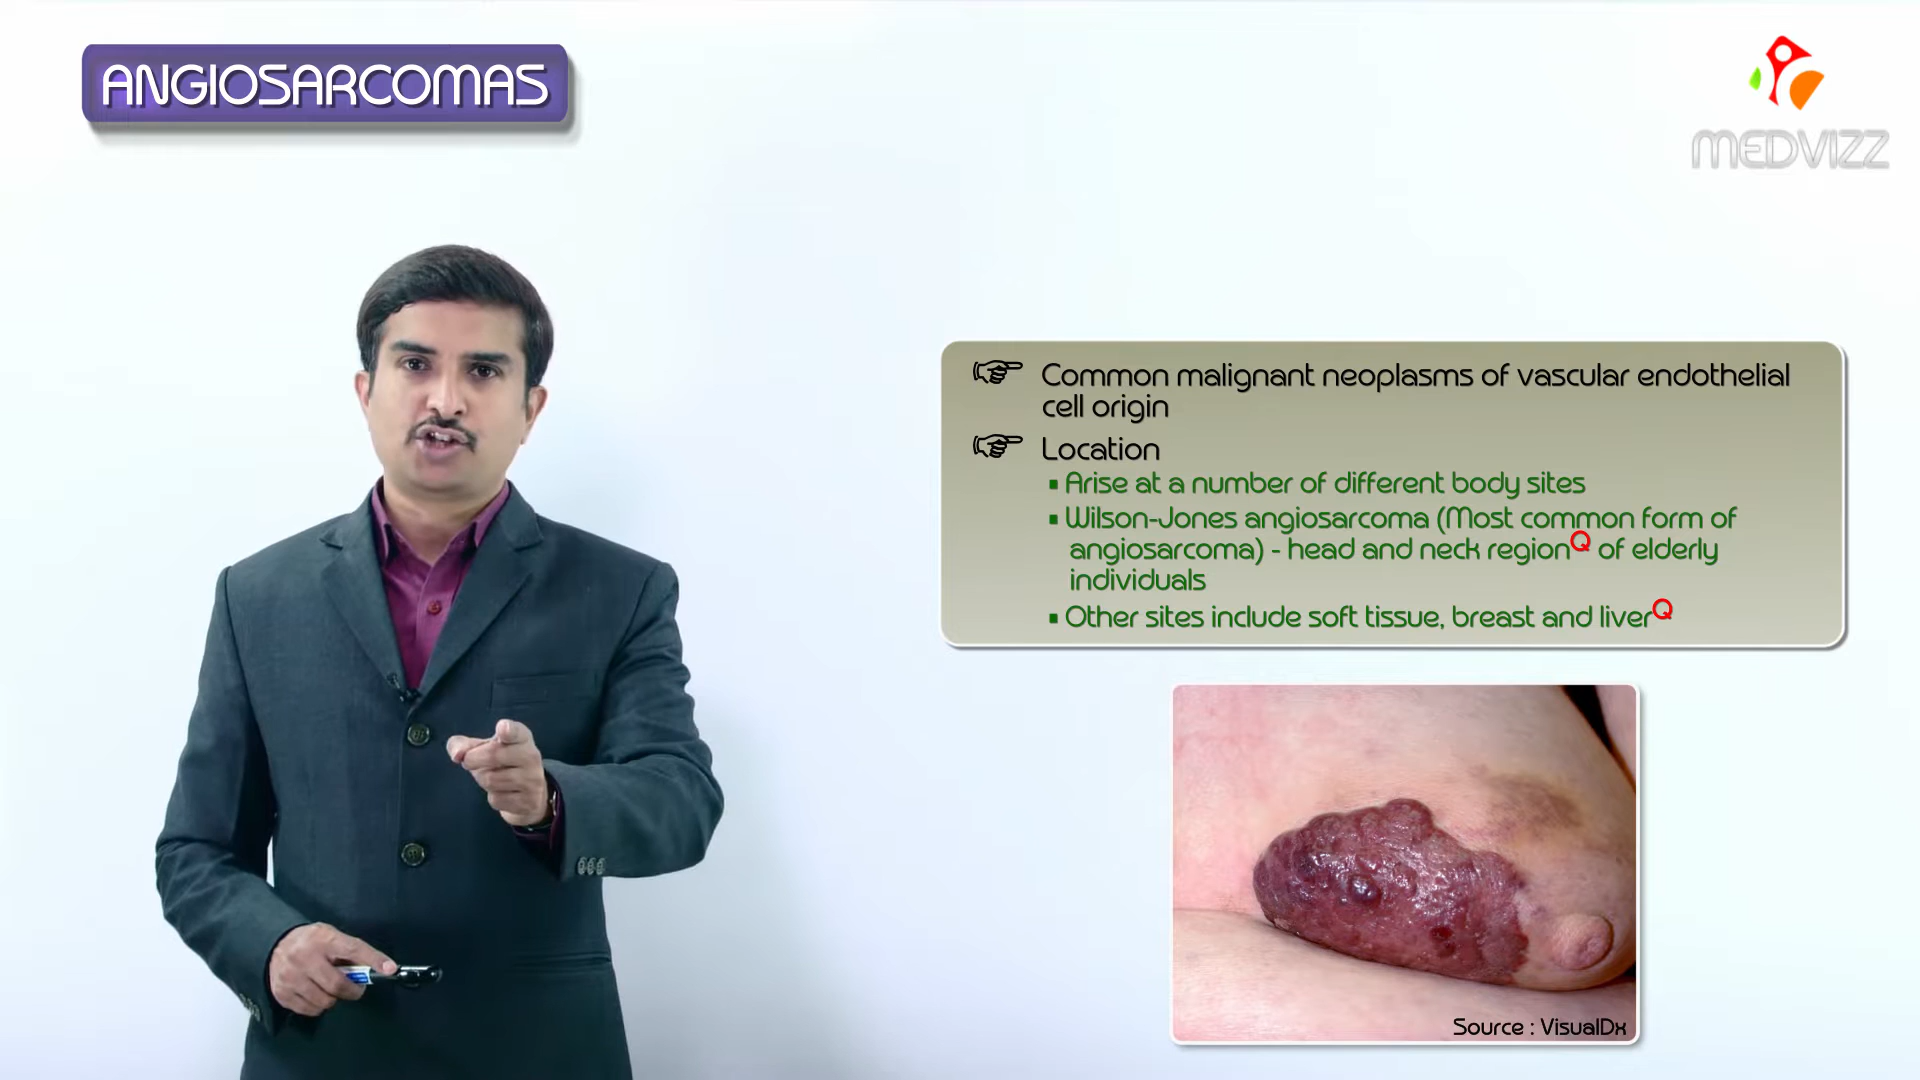 ANGIOSARCOMAS
MEDVIZZ
Common malignant neoplasms of vascular endothelial
cell origin
Location
▪ Arise at a number of different body sites
▪ Wilson-Jones angiosarcoma (Most common form of
angiosarcoma) - head and neck regionQ of elderly
individuals
▪ Other sites include soft tissue, breast and liverQ
Source : VisualDx